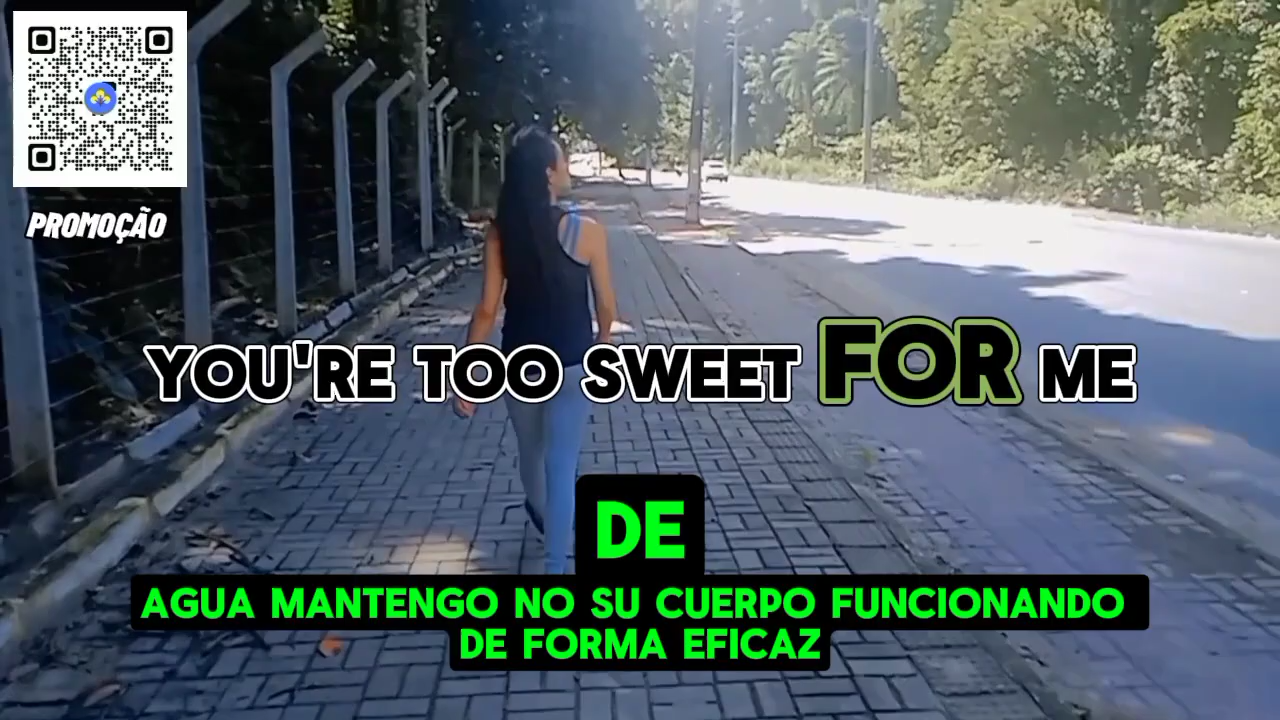 PROMOÇÃO
YOU'RE TOO SWEET FOR ME
DE
AGUA MANTENGO NO SU CUERPO FUNCIONANDO
DE FORMA EFICAZ